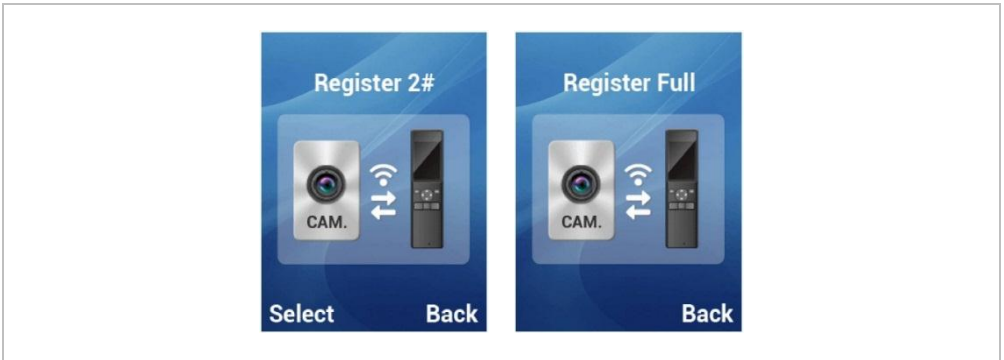 Register 2#
CAM.
Select Back
Register Full
CAM.
Back